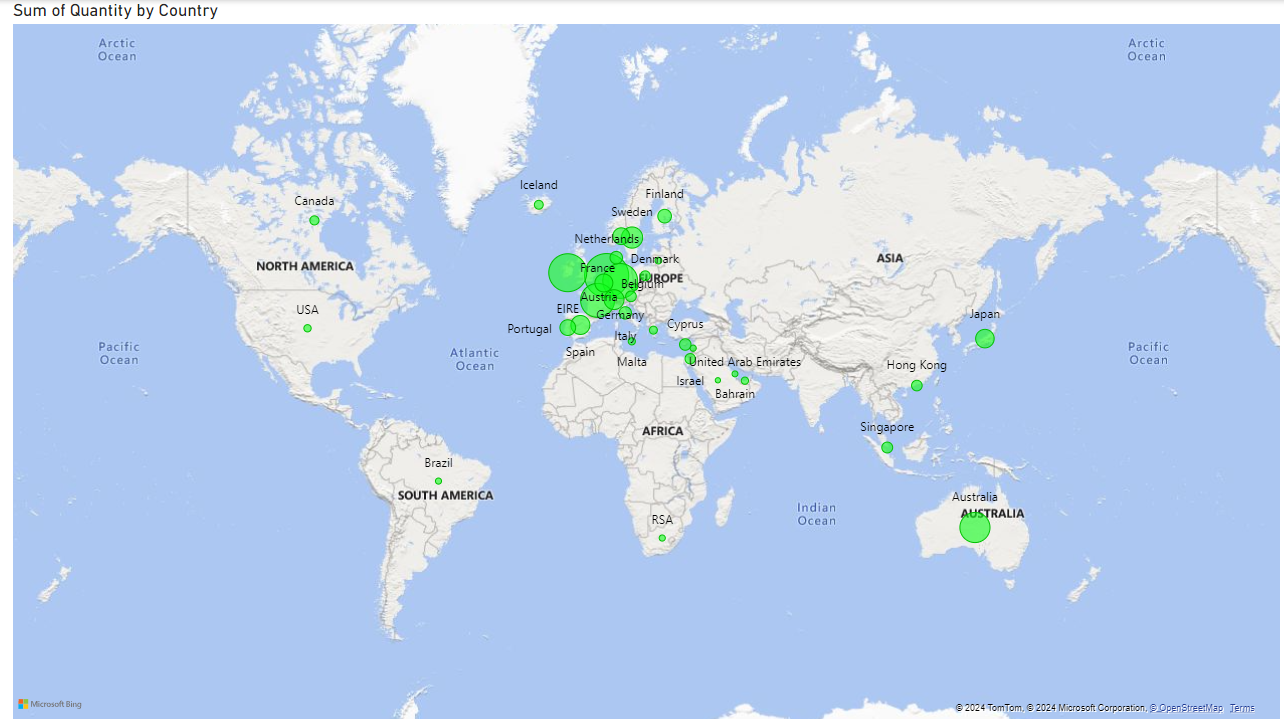 Sum of Quantity by Country
Arctic
Ocean
Arctic
Ocean
Iceland
Finland
Canada
Sweden
Netherlands
NORTH AMERICA
France
Denmark
ASIA
EUROPE
Belgium
Austria
USA
EIRE
Germany
Japan
Portugal
Cyprus
Italy
Pacific
Ocean
Atlantic
Ocean
Spain
Malta
United Arab Emirates
Pacific
Ocean
Hong Kong
Israel
Bahrain
AFRICA
Singapore
Brazil
SOUTH AMERICA
Australia
AUSTRALIA
Indian
Ocean
RSA
Microsoft Bing
© 2024 TomTom, © 2024 Microsoft Corporation, © OpenStreetMap Terms